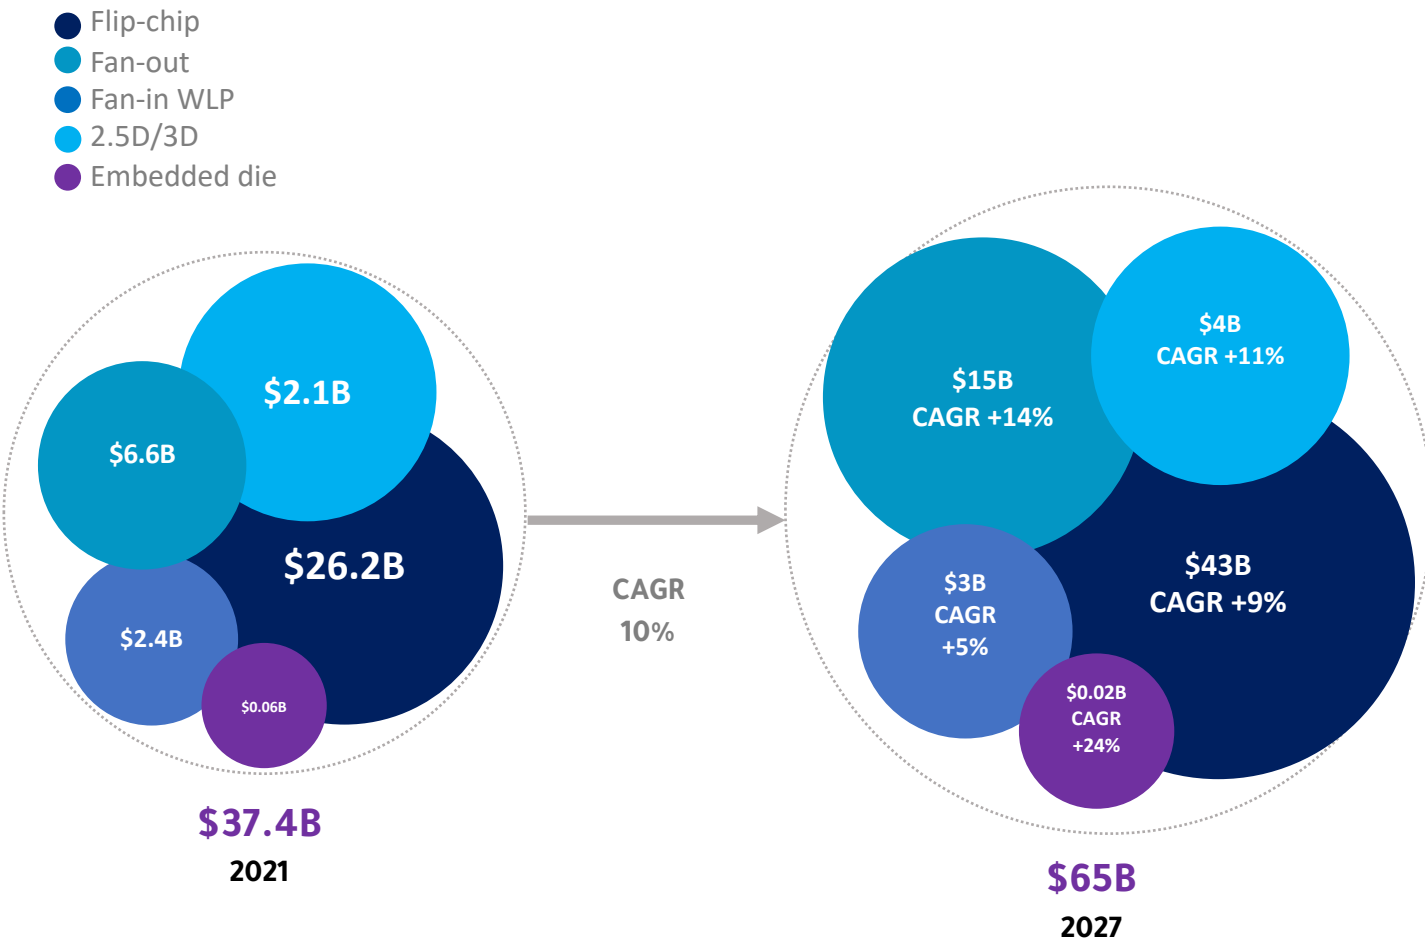 Flip-chip
Fan-out
Fan-in WLP
2.5D/3D
Embedded die
$2.1B
$6.6B
$26.2B
$2.4B
$0.06B
$37.4B
2021
CAGR
10%
$4B
CAGR +11%
$15B
CAGR +14%
$43B
CAGR +9%
$3B
CAGR
+5%
$0.02B
CAGR
+24%
$65B
2027